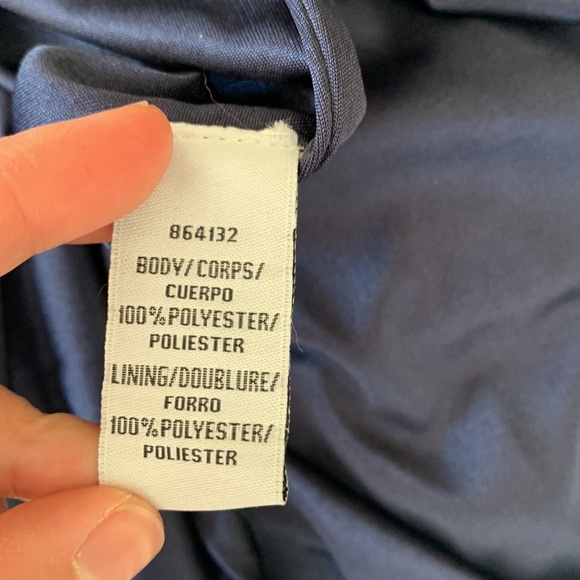 864132
BODY/CORPS/
CUERPO
100%POLYESTER/
POLIESTER
LINING/DOUBLURE/
FORRO
100%POLYESTER/
POLIESTER